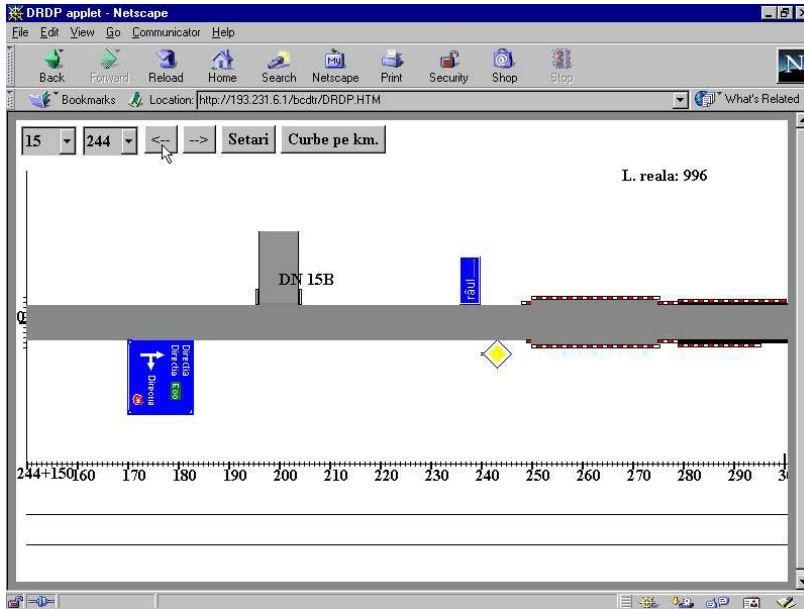 DRDP applet - Netscape
File Edit View Go Communicator Help
Back Forward Reload Home Search Netscape Print Security Shop Stop
Bookmarks Location: http://193.231.6.1/bcdtr/DRDP.HTM What's Related
15 244 <-- --> Setari Curbe pe km.
L. reala: 996
DN 15B
râul
Directia
Directia
Directia
244+150 160 170 180 190 200 210 220 230 240 250 260 270 280 290